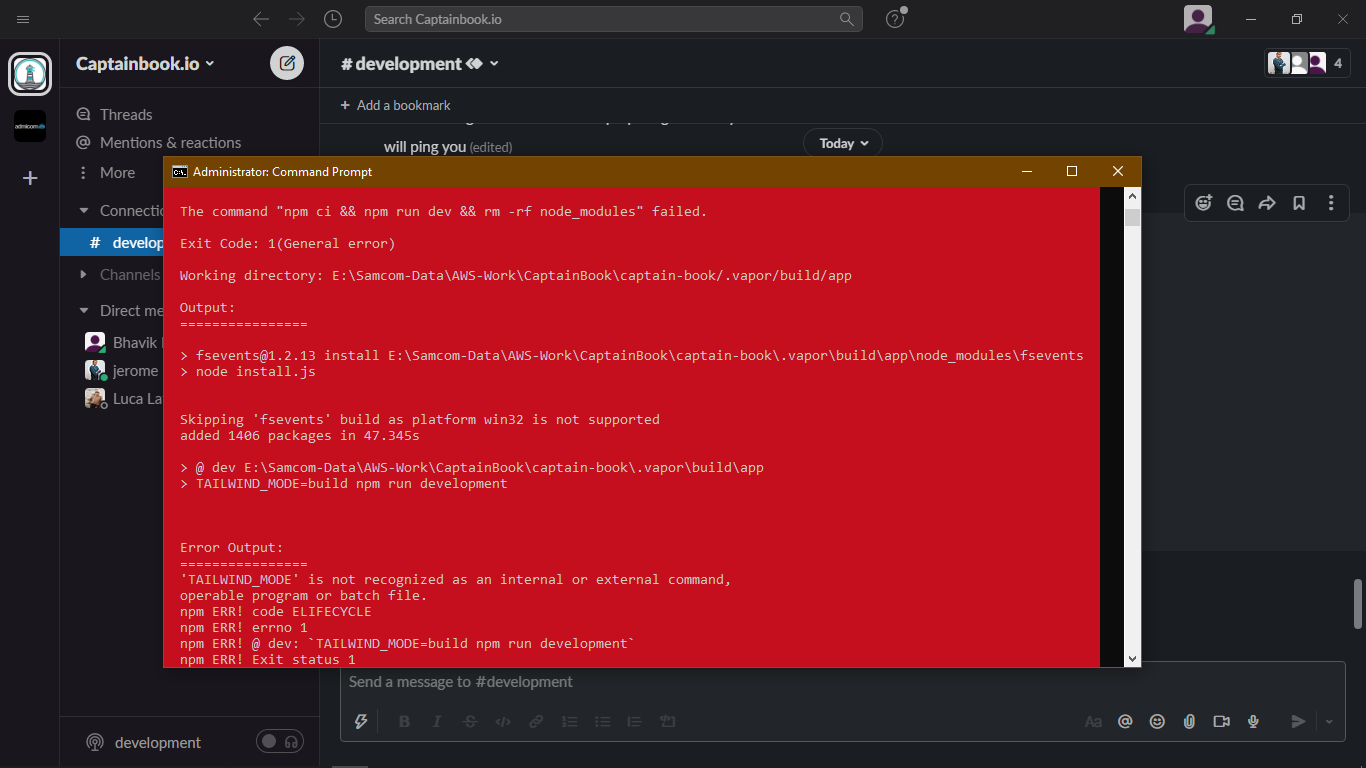 Search Captainbook.io
Captainbook.io
# development
4
Threads
+ Add a bookmark
Mentions & reactions
will ping you (edited)
Today
More
Administrator: Command Prompt
The command "npm ci && npm run dev && rm -rf node_modules" failed.
Exit Code: 1(General error)
Working directory: E:\Samcom-Data\AWS-Work\CaptainBook\captain-book/.vapor/build/app
Output:
================
> fsevents@1.2.13 install E:\Samcom-Data\AWS-Work\CaptainBook\captain-book\.vapor\build\app\node_modules\fsevents
> node install.js
Skipping 'fsevents' build as platform win32 is not supported
added 1406 packages in 47.345s
> @ dev E:\Samcom-Data\AWS-Work\CaptainBook\captain-book\.vapor\build\app
> TAILWIND_MODE=build npm run development
Error Output:
================
'TAILWIND_MODE' is not recognized as an internal or external command,
operable program or batch file.
npm ERR! code ELIFECYCLE
npm ERR! errno 1
npm ERR! @ dev: `TAILWIND_MODE=build npm run development`
npm ERR! Exit status 1
Connectio
# develop
Channels
Direct me
Bhavik
jerome
Luca La
Send a message to #development
B I S Aa @
development